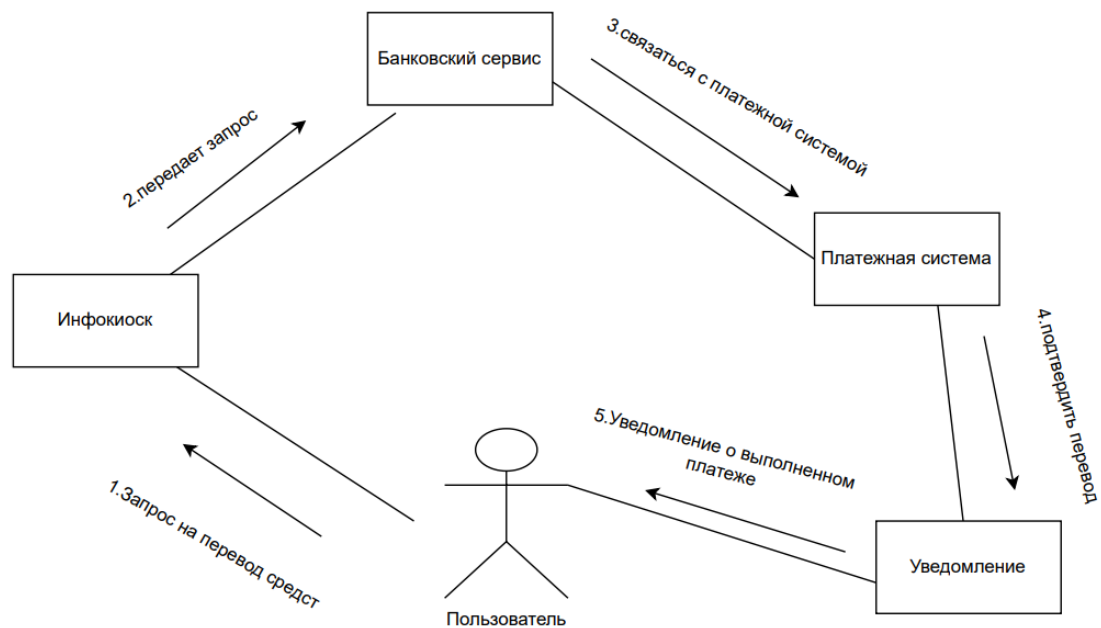 Банковский сервис
3.связаться с платежной системой
2.передает запрос
Платежная система
Инфокиоск
4.подтвердить перевод
5.Уведомление о выполненном
платеже
1.Запрос на перевод средст
Уведомление
Пользователь